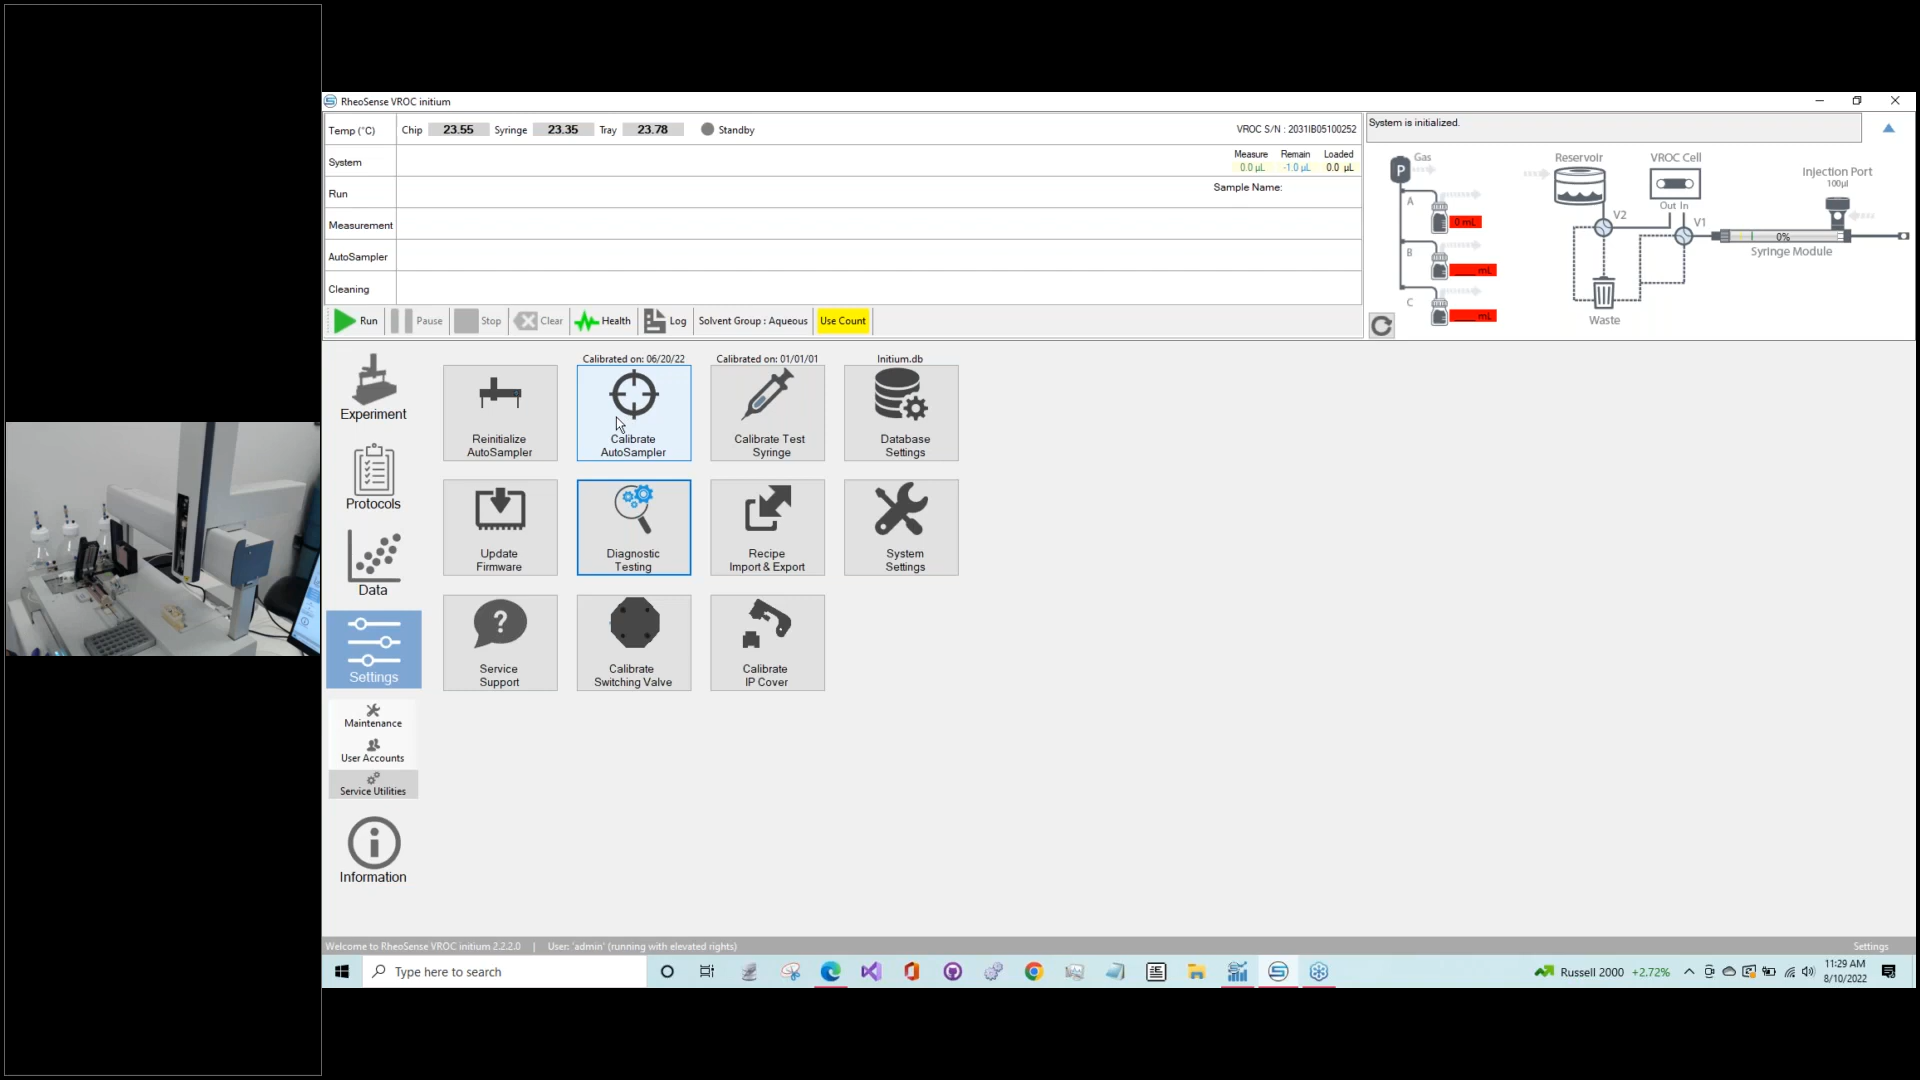 RheoSense VROC initium
Temp (°C)
Chip 23.55 Syringe 23.35 Tray 23.78 Standby
VROC S/N : 2031IB05100252
System
Measure Remain Loaded
0.0 µL -1.0 µL 0.0 µL
Run
Sample Name:
Measurement
AutoSampler
Cleaning
Run Pause Stop Clear Health Log Solvent Group : Aqueous Use Count
System is initialized.
Gas
P
A
0 mL
B
____ mL
C
____ mL
Reservoir
VROC Cell
Out In
V2
V1
Injection Port
100µl
0%
Syringe Module
Waste
Experiment
Protocols
Data
Settings
Maintenance
User Accounts
Service Utilities
Information
Reinitialize
AutoSampler
Calibrated on: 06/20/22
Calibrate
AutoSampler
Calibrated on: 01/01/01
Calibrate Test
Syringe
Initium.db
Database
Settings
Update
Firmware
Diagnostic
Testing
Recipe
Import & Export
System
Settings
?
Service
Support
Calibrate
Switching Valve
Calibrate
IP Cover
Welcome to RheoSense VROC initium 2.2.2.0 | User: 'admin' (running with elevated rights)
Settings
Type here to search
Russell 2000 +2.72%
11:29 AM
8/10/2022